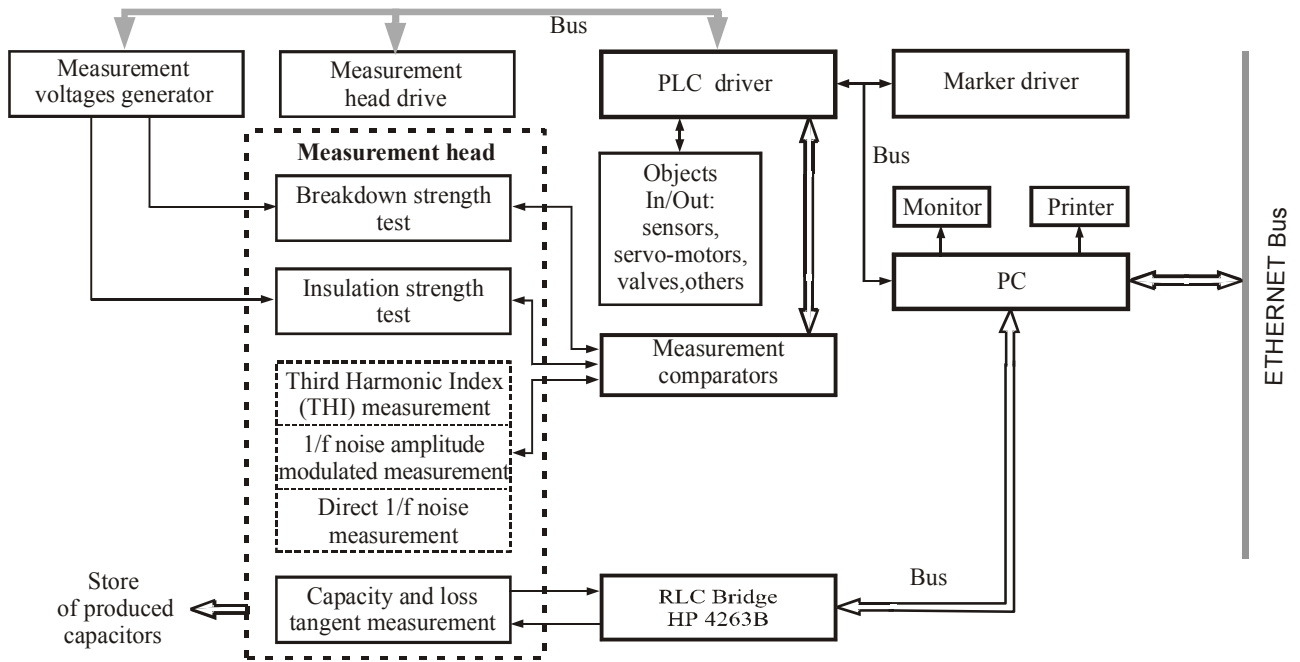 Bus
Measurement
voltages generator
Measurement
head drive
PLC driver
Marker driver
Measurement head
Bus
Breakdown strength
test
Objects
In/Out:
sensors,
servo-motors,
valves,others
Monitor
Printer
Insulation strength
test
PC
ETHERNET Bus
Measurement
comparators
Third Harmonic Index
(THI) measurement
1/f noise amplitude
modulated measurement
Direct 1/f noise
measurement
Store
of produced
capacitors
Capacity and loss
tangent measurement
RLC Bridge
HP 4263B
Bus